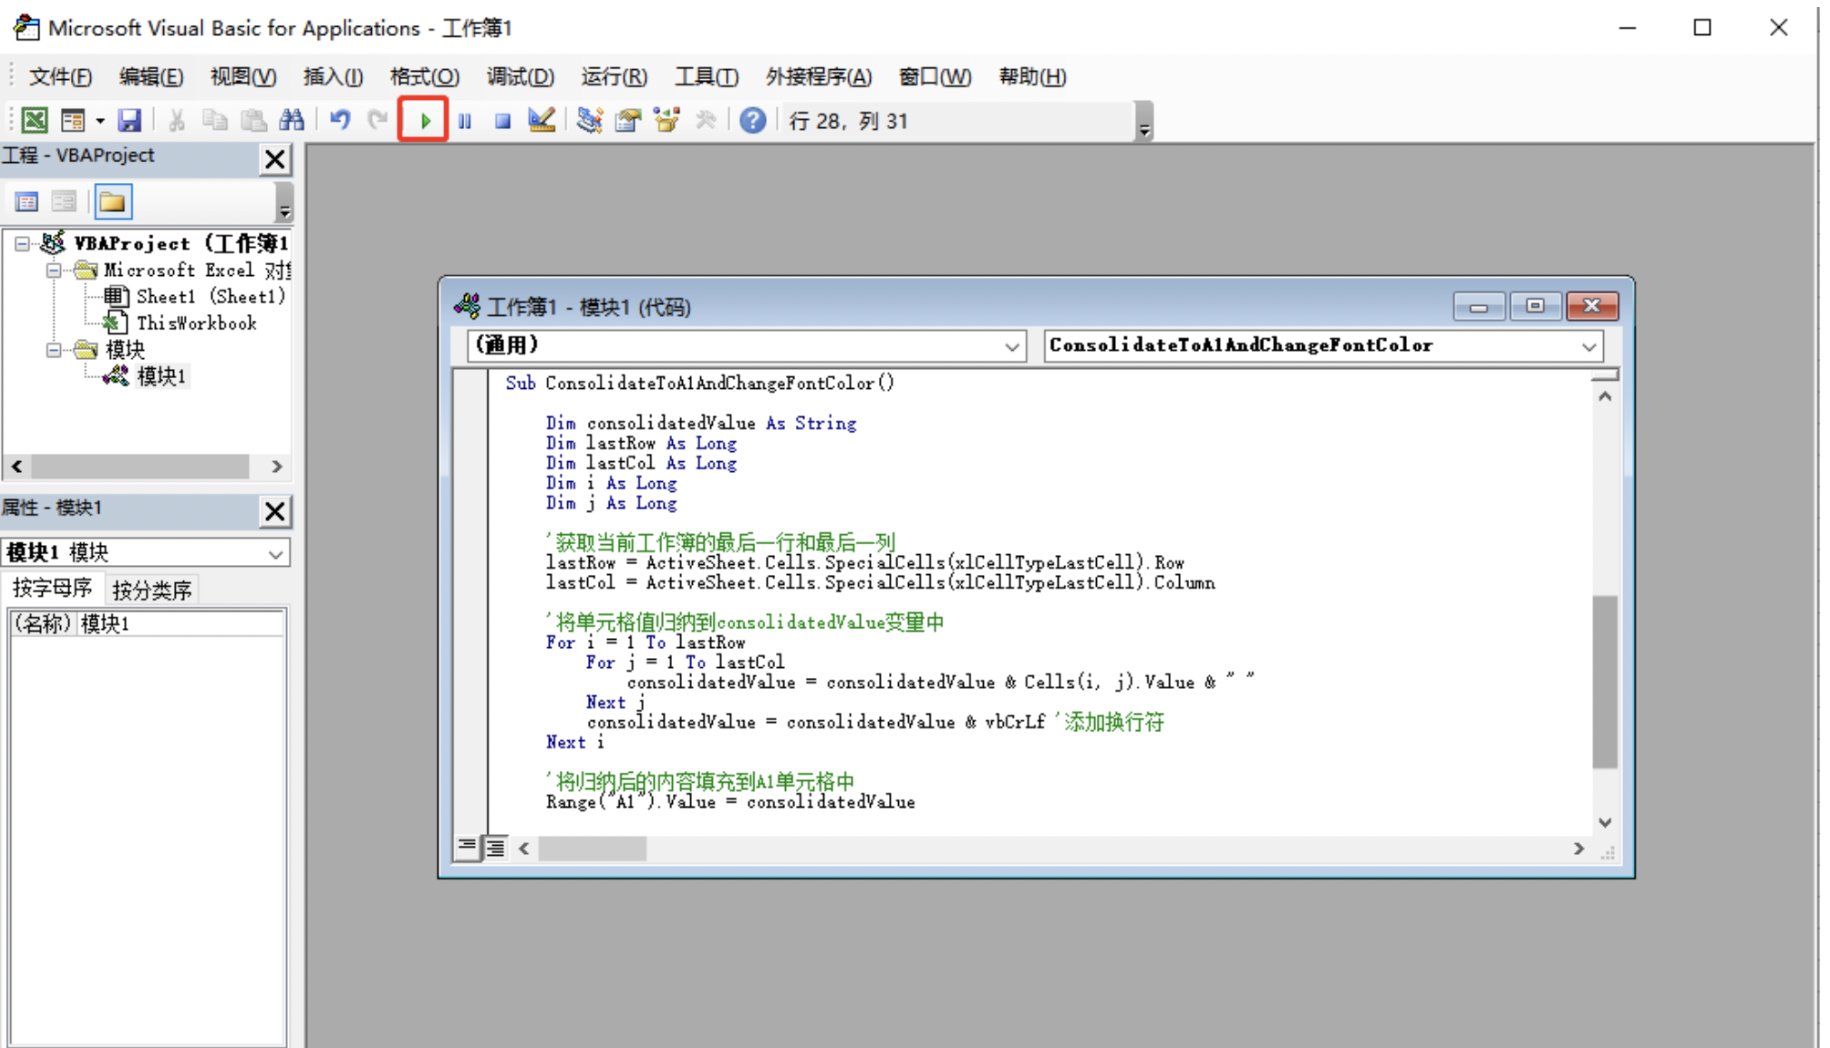 Microsoft Visual Basic for Applications - 工作簿1
文件(F) 编辑(E) 视图(V) 插入(I) 格式(O) 调试(D) 运行(R) 工具(T) 外接程序(A) 窗口(W) 帮助(H)
行 28，列 31
工程 - VBAProject
VBAProject (工作簿1
Microsoft Excel 对
Sheet1 (Sheet1)
ThisWorkbook
模块
模块1
属性 - 模块1
模块1 模块
按字母序 按分类序
(名称) 模块1
工作簿1 - 模块1 (代码)
(通用) ConsolidateToA1AndChangeFontColor
Sub ConsolidateToA1AndChangeFontColor()
Dim consolidatedValue As String
Dim lastRow As Long
Dim lastCol As Long
Dim i As Long
Dim j As Long
'获取当前工作簿的最后一行和最后一列
lastRow = ActiveSheet.Cells.SpecialCells(xlCellTypeLastCell).Row
lastCol = ActiveSheet.Cells.SpecialCells(xlCellTypeLastCell).Column
'将单元格值归纳到consolidatedValue变量中
For i = 1 To lastRow
For j = 1 To lastCol
consolidatedValue = consolidatedValue & Cells(i, j).Value & " "
Next j
consolidatedValue = consolidatedValue & vbCrLf '添加换行符
Next i
'将归纳后的内容填充到A1单元格中
Range("A1").Value = consolidatedValue